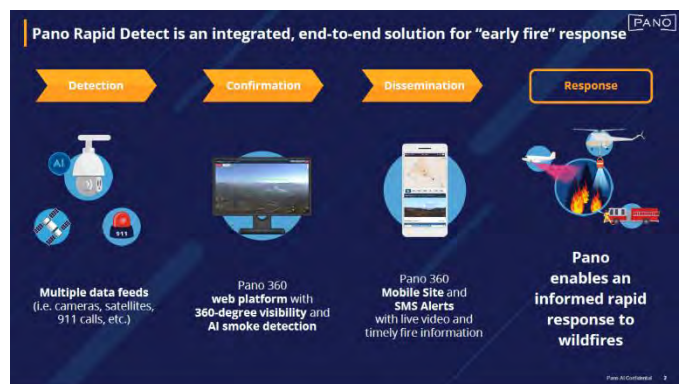 Pano Rapid Detect is an integrated, end-to-end solution for “early fire” response
PANO
Detection
Confirmation
Dissemination
Response
AI
911
Multiple data feeds
(i.e. cameras, satellites,
911 calls, etc.)
Pano 360
web platform with
360-degree visibility and
AI smoke detection
Pano 360
Mobile Site and
SMS Alerts
with live video and
timely fire information
Pano
enables an
informed rapid
response to
wildfires
Pano AI Confidential 2